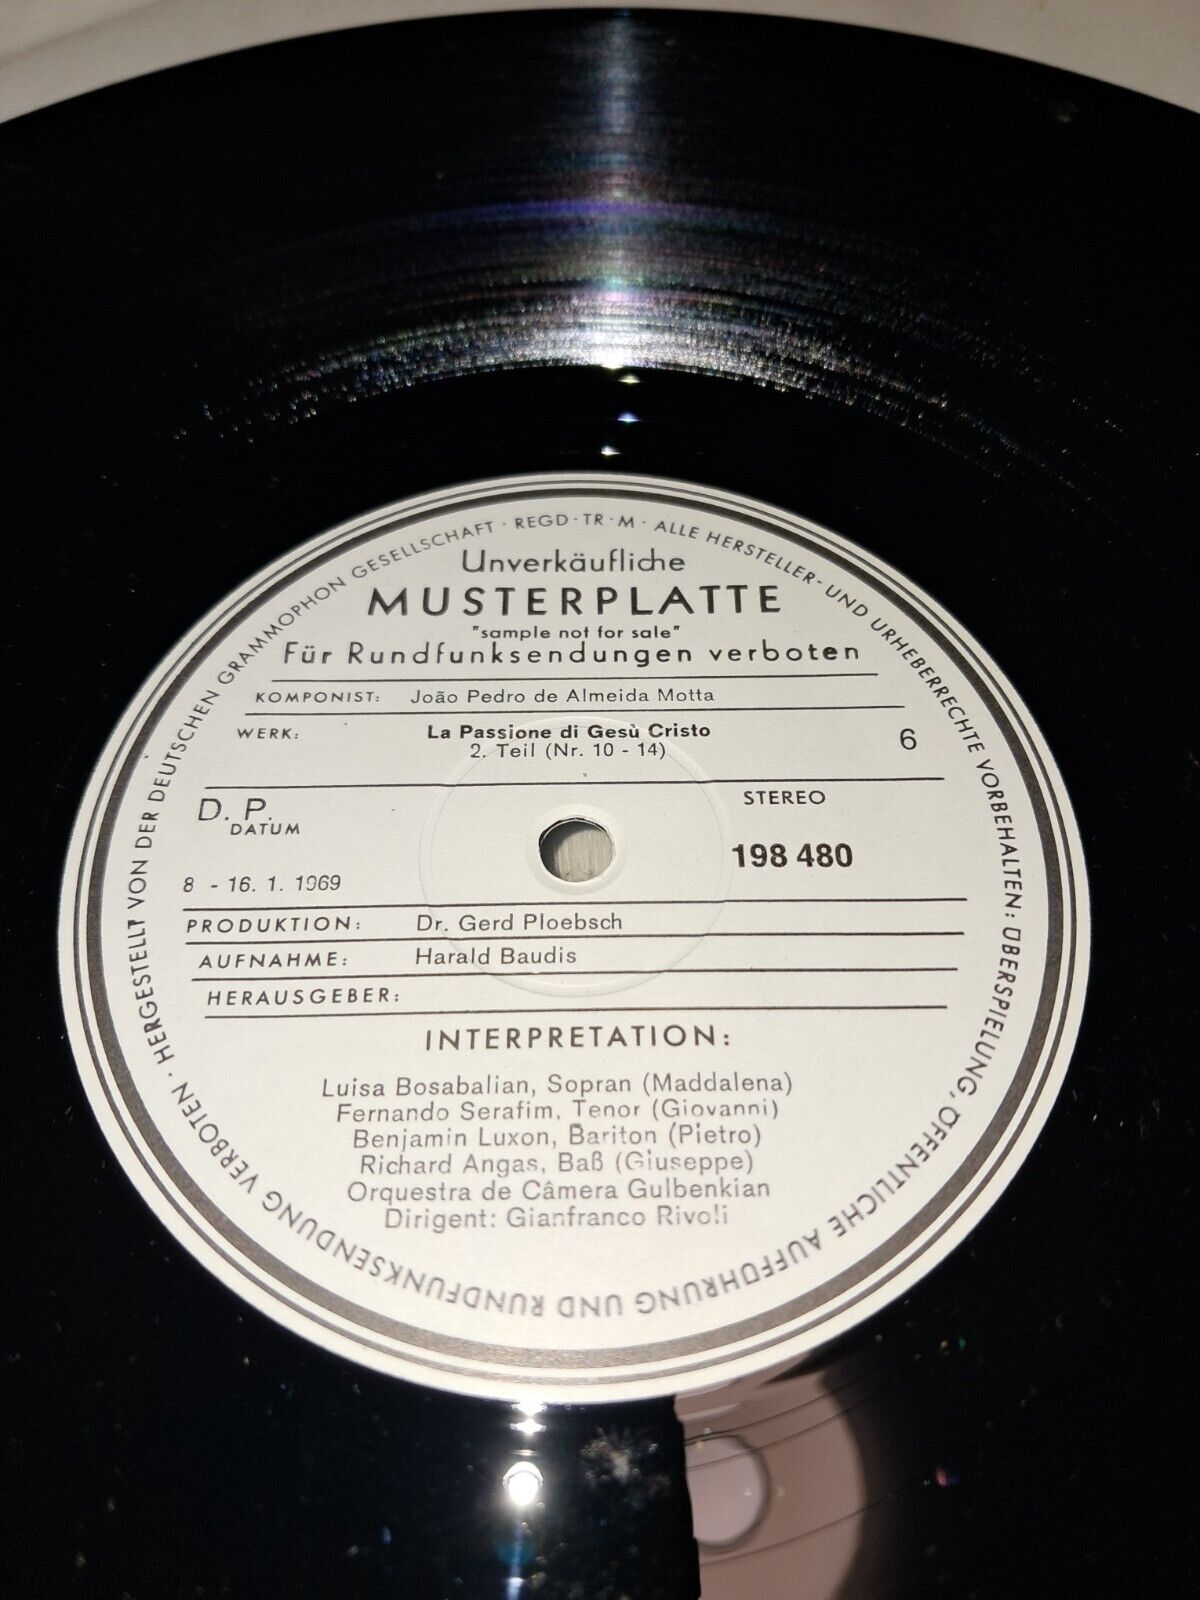 HERGESTELLT VON DER DEUTSCHEN GRAMMOPHON GESELLSCHAFT · REGD·TR·M· ALLE HERSTELLER- UND URHEBERRECHTE VORBEHALTEN: ÜBERSPIELUNG, ÖFFENTLICHE AUFFÜHRUNG UND RUNDFUNKSENDUNG VERBOTEN ·
Unverkäufliche
MUSTERPLATTE
"sample not for sale"
Für Rundfunksendungen verboten
KOMPONIST: João Pedro de Almeida Motta
WERK: La Passione di Gesù Cristo 6
2. Teil (Nr. 10 - 14)
D. P. STEREO
DATUM
198 480
8 - 16. 1. 1969
PRODUKTION: Dr. Gerd Ploebsch
AUFNAHME: Harald Baudis
HERAUSGEBER:
INTERPRETATION:
Luisa Bosabalian, Sopran (Maddalena)
Fernando Serafim, Tenor (Giovanni)
Benjamin Luxon, Bariton (Pietro)
Richard Angas, Baß (Giuseppe)
Orquestra de Câmera Gulbenkian
Dirigent: Gianfranco Rivoli